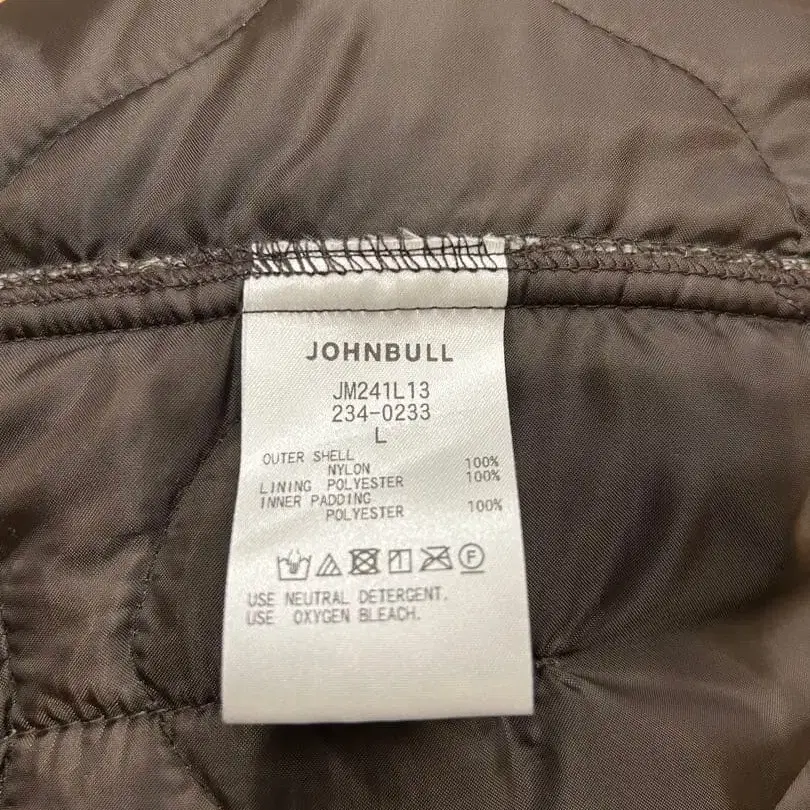 JOHNBULL
JM241L13
234-0233
L
OUTER SHELL
NYLON 100%
LINING POLYESTER 100%
INNER PADDING
POLYESTER 100%
F
USE NEUTRAL DETERGENT.
USE OXYGEN BLEACH.